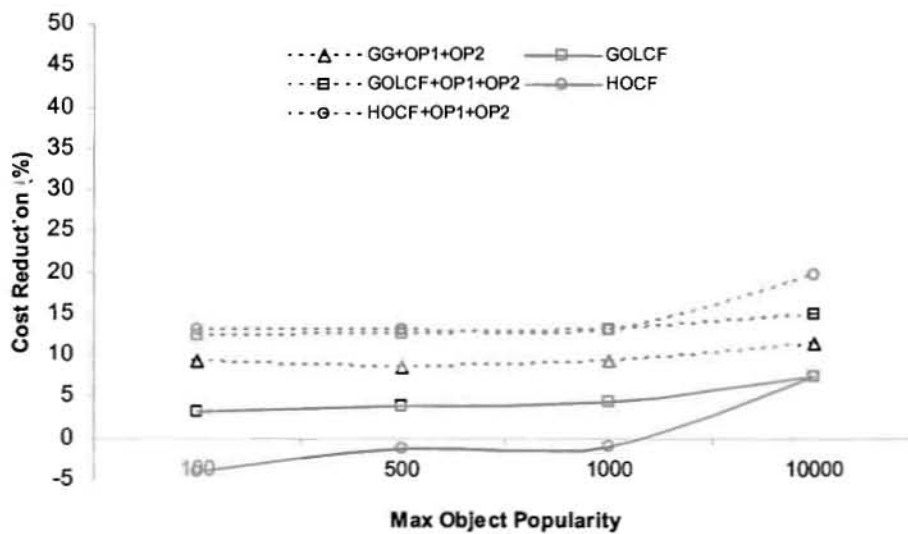 50
45
40
35
30
25
20
15
10
5
0
-5
Cost Reduction (%)
GG+OP1+OP2
GOLCF
GOLCF+OP1+OP2
HOCF
HOCF+OP1+OP2
100
500
1000
10000
Max Object Popularity